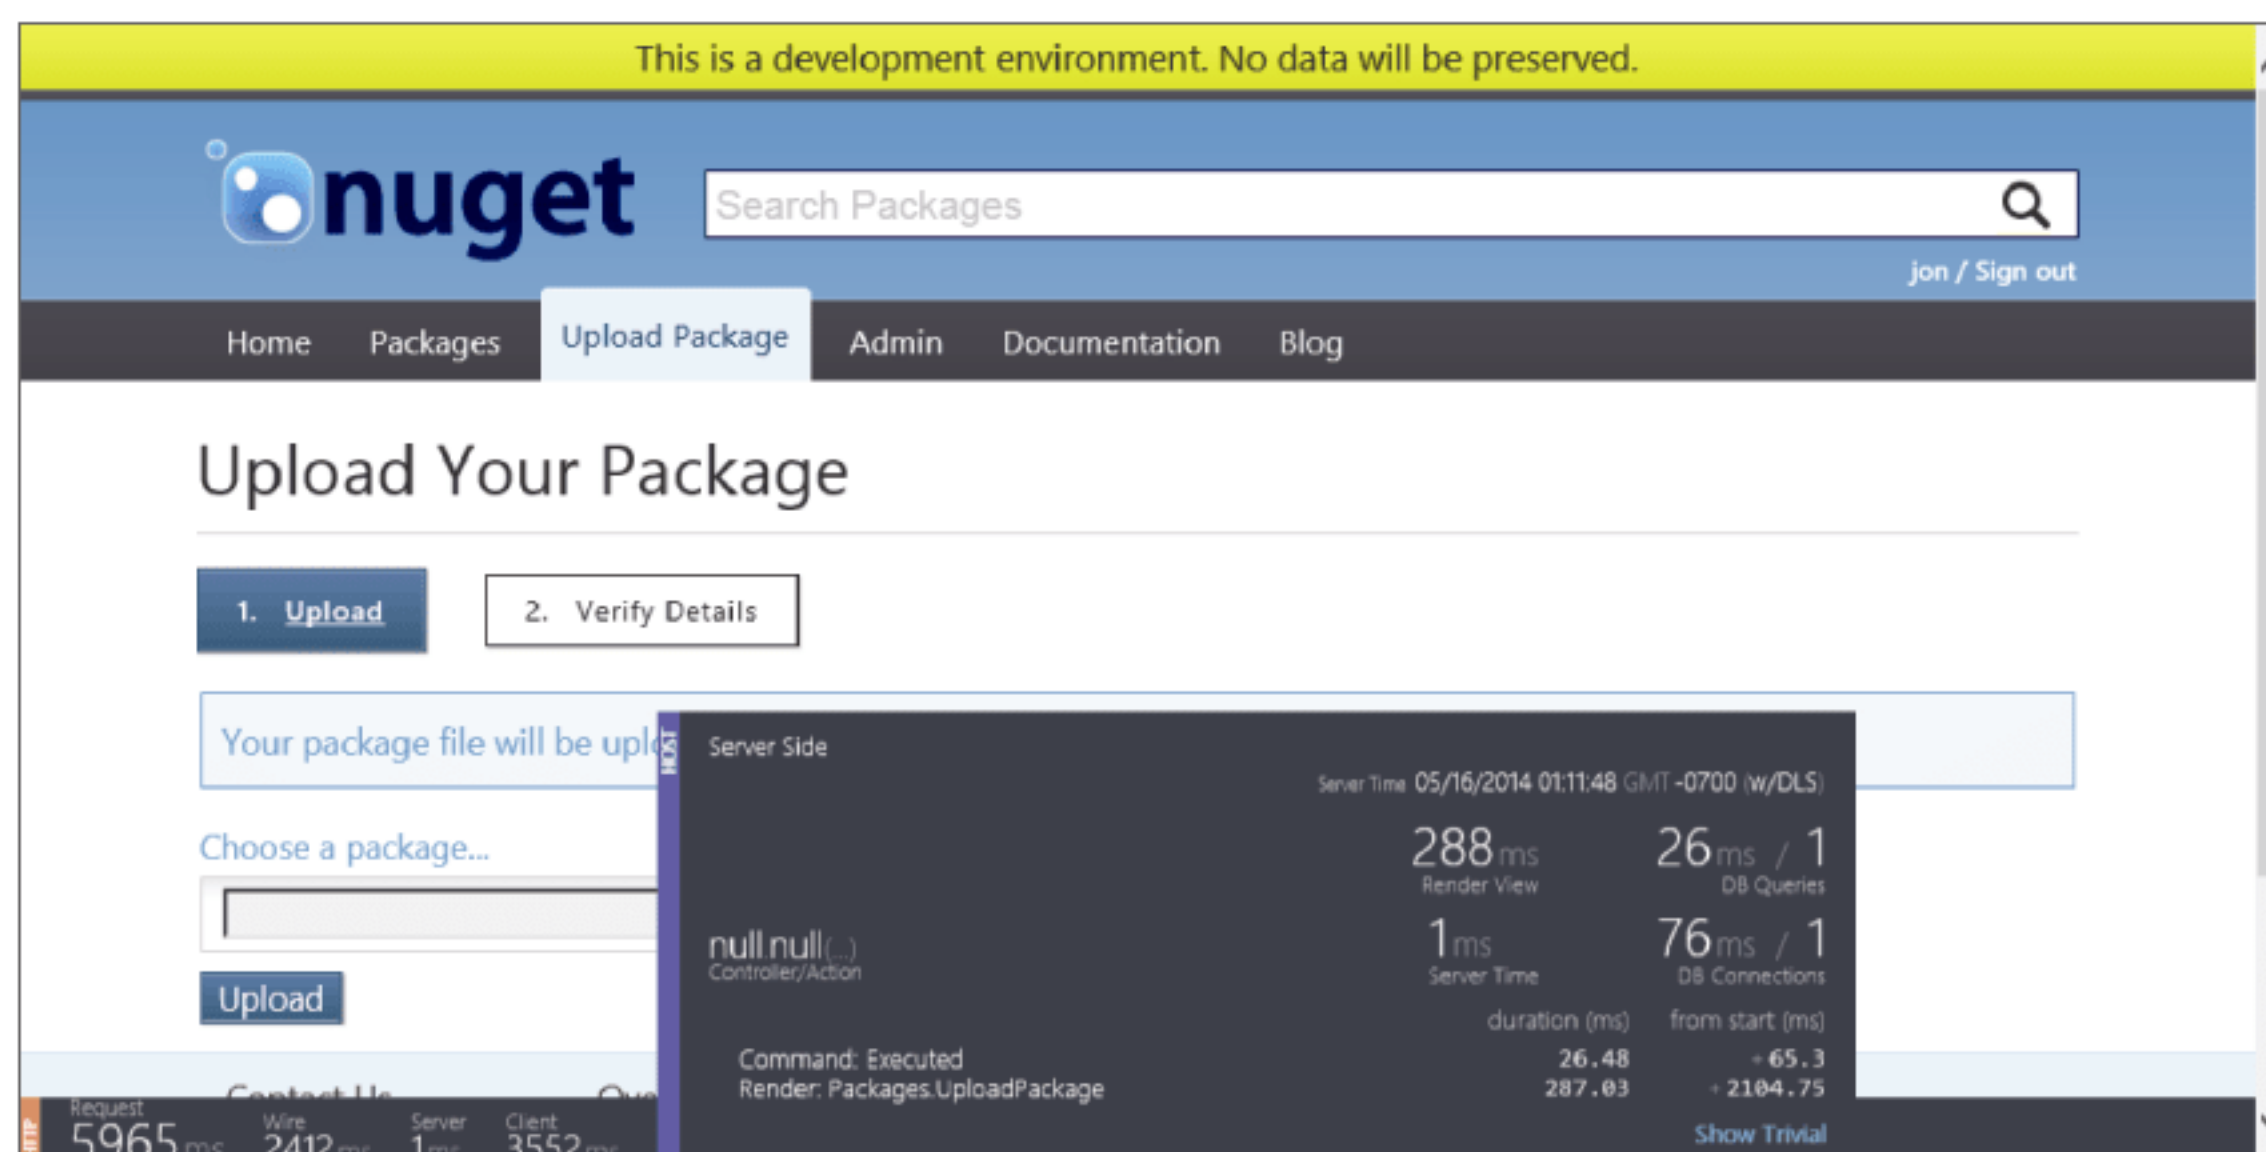 This is a development environment. No data will be preserved.
nuget
Search Packages
jon / Sign out
Home Packages Upload Package Admin Documentation Blog
Upload Your Package
1. Upload 2. Verify Details
Your package file will be
Choose a package...
Upload
HOST
Server Side
Server Time 05/16/2014 01:11:48 GMT -0700 (w/DLS)
288 ms 26 ms / 1
Render View DB Queries
null.null(...) 1 ms 76 ms / 1
Controller/Action Server Time DB Connections
duration (ms) from start (ms)
Command: Executed 26.48 + 65.3
Render: Packages.UploadPackage 287.03 + 2104.75
Show Trivial
Contact Us
HTTP
Request Wire Server Client
5965 ms 2412 ms 1 ms 3552 ms